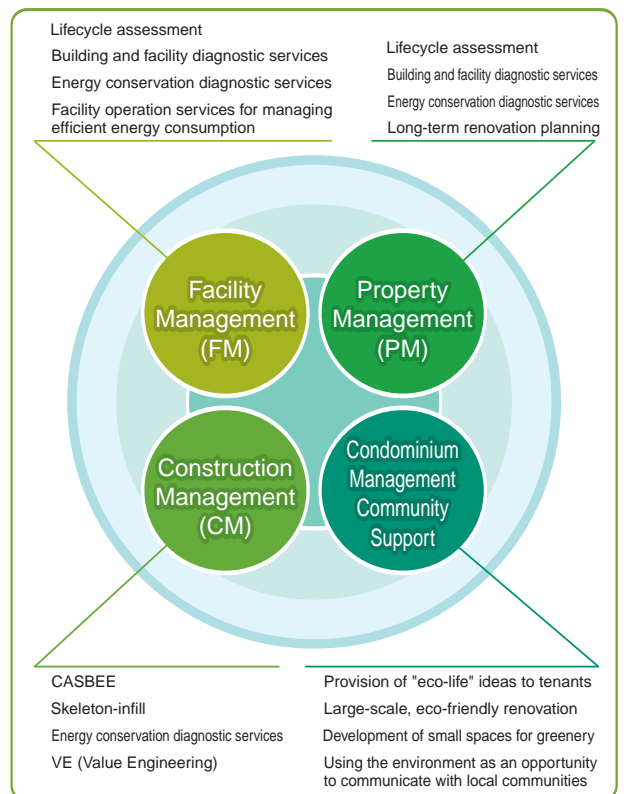 Lifecycle assessment
Building and facility diagnostic services
Energy conservation diagnostic services
Facility operation services for managing
efficient energy consumption
Lifecycle assessment
Building and facility diagnostic services
Energy conservation diagnostic services
Long-term renovation planning
Facility
Management
(FM)
Property
Management
(PM)
Construction
Management
(CM)
Condominium
Management
Community
Support
CASBEE
Skeleton-infill
Energy conservation diagnostic services
VE (Value Engineering)
Provision of "eco-life" ideas to tenants
Large-scale, eco-friendly renovation
Development of small spaces for greenery
Using the environment as an opportunity
to communicate with local communities